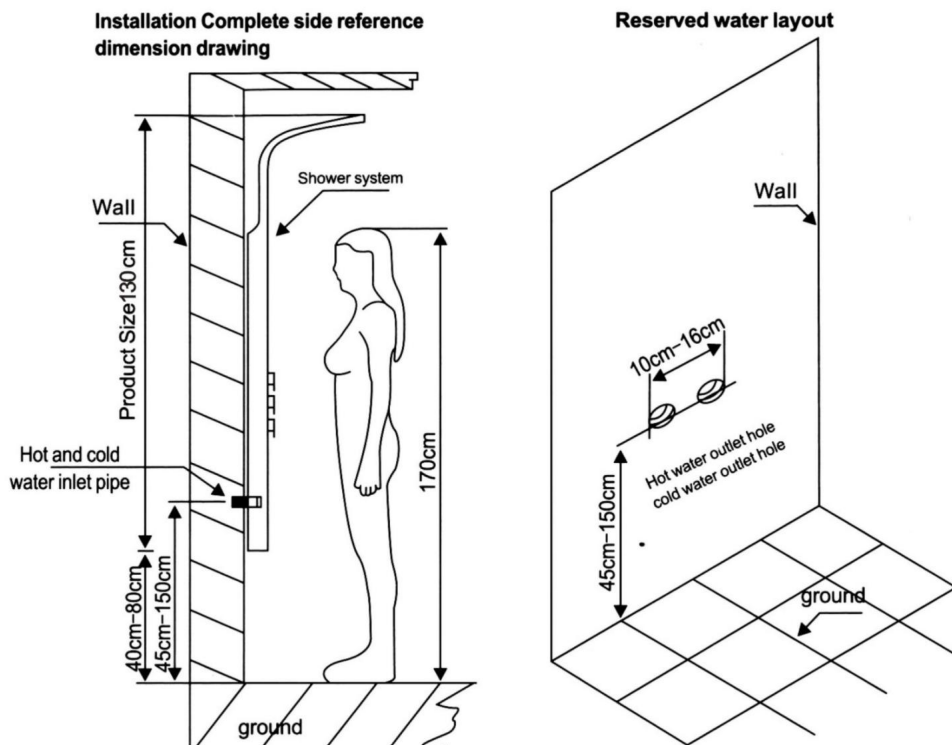 Installation Complete side reference
dimension drawing
Shower system
Wall
Product Size130 cm
Hot and cold
water inlet pipe
40cm-80cm
45cm-150cm
170cm
ground
Reserved water layout
Wall
10cm-16cm
Hot water outlet hole
cold water outlet hole
45cm-150cm
ground